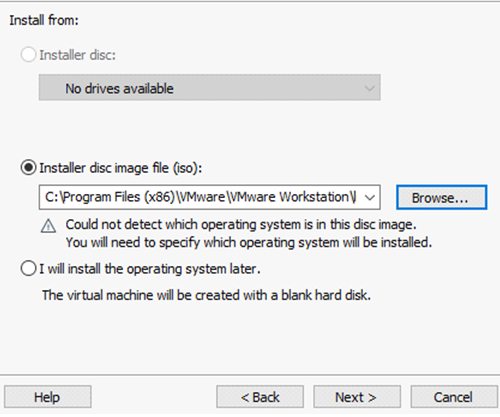 Install from:
Installer disc:
No drives available
Installer disc image file (iso):
C:\Program Files (x86)\VMware\VMware Workstation\
Browse...
Could not detect which operating system is in this disc image.
You will need to specify which operating system will be installed.
I will install the operating system later.
The virtual machine will be created with a blank hard disk.
Help
< Back
Next >
Cancel